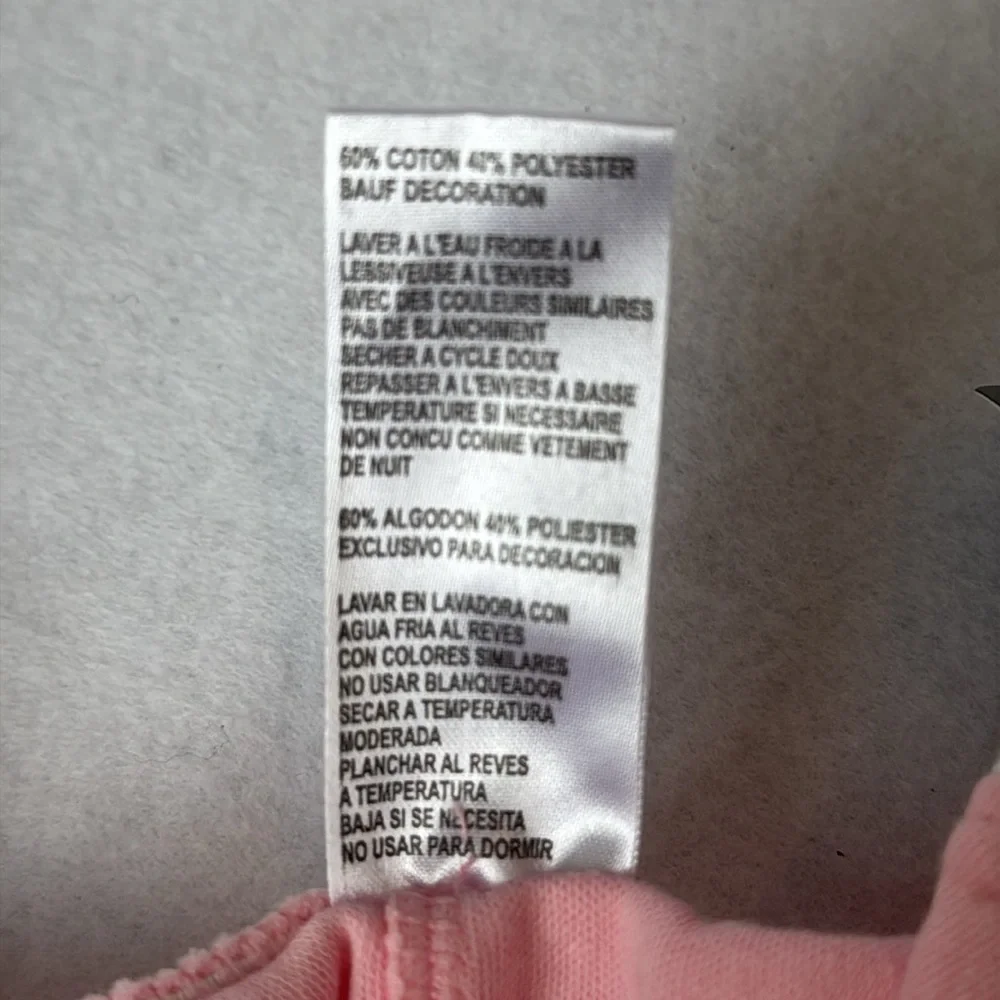 60% COTON 40% POLYESTER
SAUF DECORATION
LAVER A L'EAU FROIDE A LA
LESSIVEUSE A L'ENVERS
AVEC DES COULEURS SIMILAIRES
PAS DE BLANCHIMENT
SECHER A CYCLE DOUX
REPASSER A L'ENVERS A BASSE
TEMPERATURE SI NECESSAIRE
NON CONCU COMME VETEMENT
DE NUIT
60% ALGODON 40% POLIESTER
EXCLUSIVO PARA DECORACION
LAVAR EN LAVADORA CON
AGUA FRIA AL REVES
CON COLORES SIMILARES
NO USAR BLANQUEADOR
SECAR A TEMPERATURA
MODERADA
PLANCHAR AL REVES
A TEMPERATURA
BAJA SI SE NECESITA
NO USAR PARA DORMIR